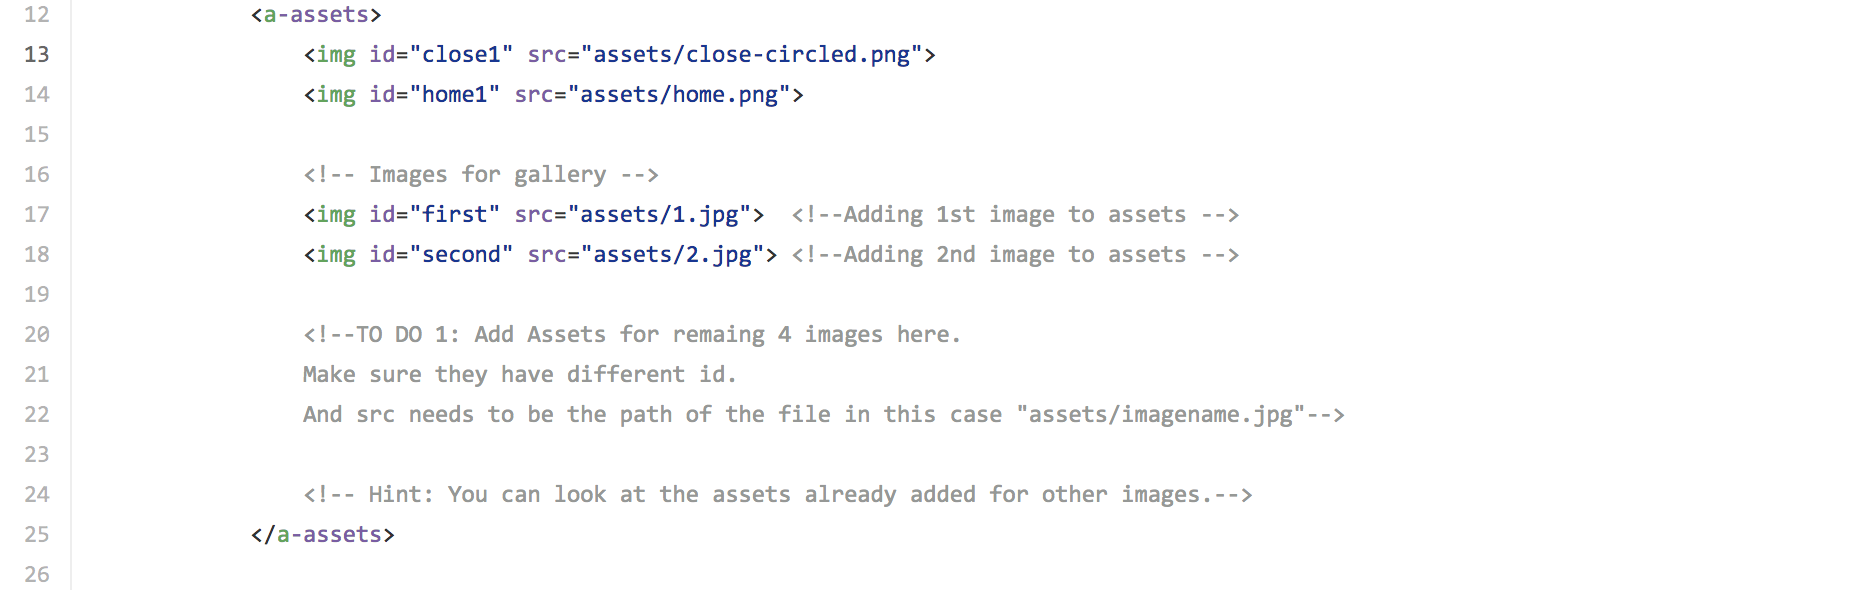 12 <a-assets>
13 <img id="close1" src="assets/close-circled.png">
14 <img id="home1" src="assets/home.png">
15
16 <!-- Images for gallery -->
17 <img id="first" src="assets/1.jpg">  <!--Adding 1st image to assets -->
18 <img id="second" src="assets/2.jpg"> <!--Adding 2nd image to assets -->
19
20 <!--TO DO 1: Add Assets for remaing 4 images here.
21 Make sure they have different id.
22 And src needs to be the path of the file in this case "assets/imagename.jpg"-->
23
24 <!-- Hint: You can look at the assets already added for other images.-->
25 </a-assets>
26